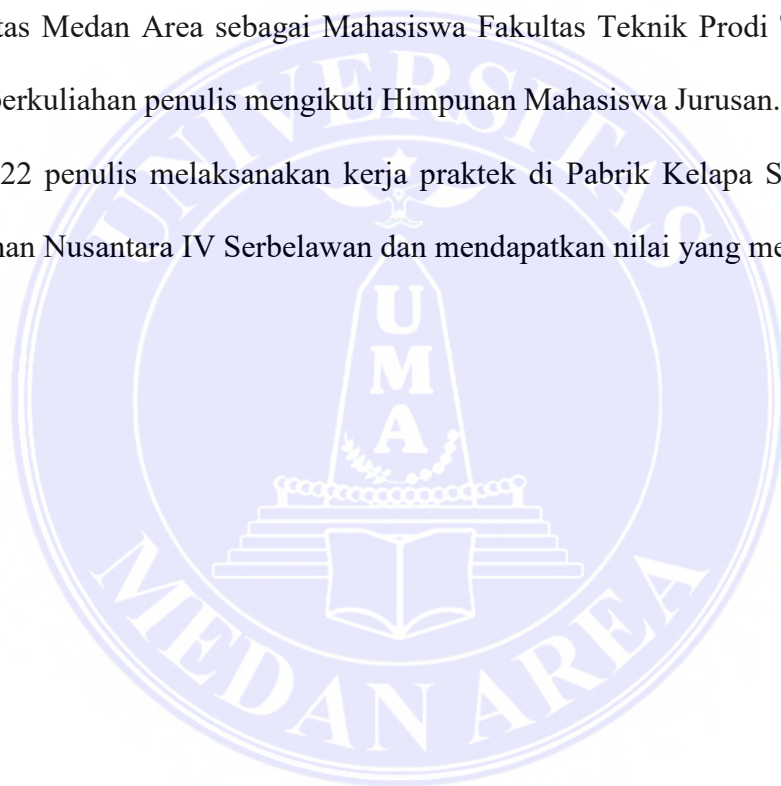 tas Medan Area sebagai Mahasiswa Fakultas Teknik Prodi
perkuliahan penulis mengikuti Himpunan Mahasiswa Jurusan.
22 penulis melaksanakan kerja praktek di Pabrik Kelapa S
nan Nusantara IV Serbelawan dan mendapatkan nilai yang me
UNIVERSITAS
UMA
MEDAN AREA